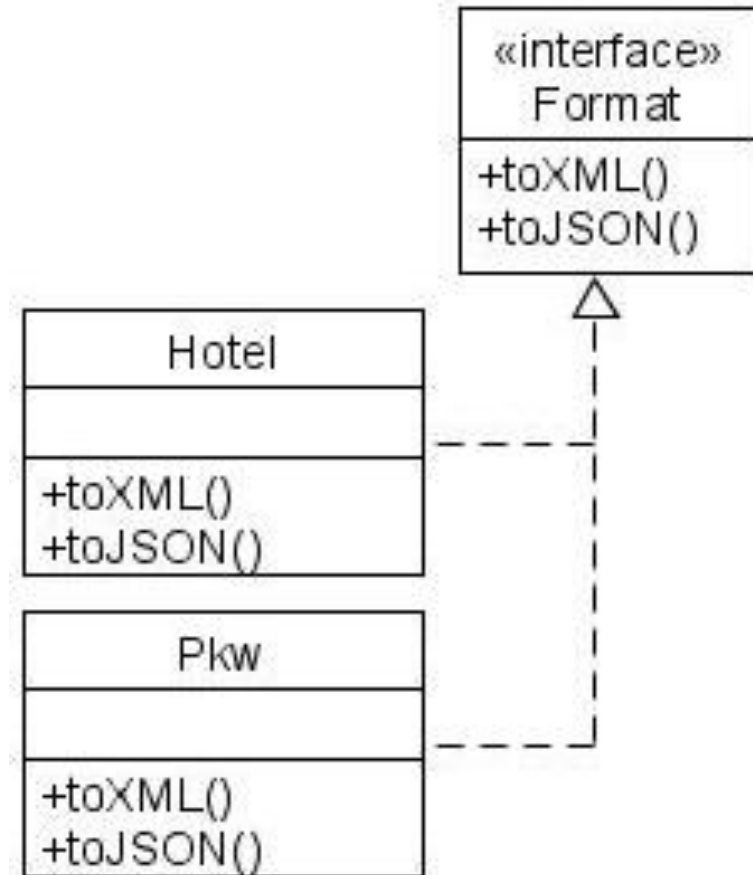 «interface»
Format
+toXML()
+toJSON()
Hotel
+toXML()
+toJSON()
Pkw
+toXML()
+toJSON()